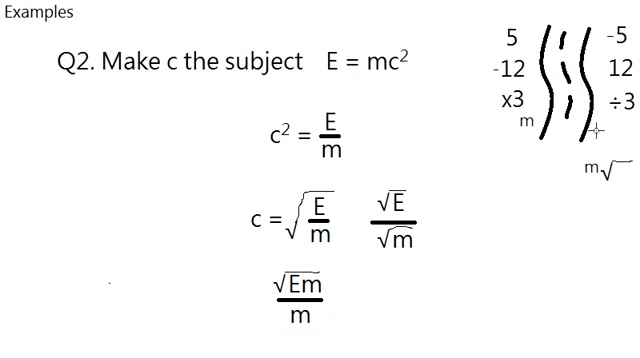 Examples
Q2. Make c the subject E = mc²
c² = E/m
c = √(E/m) √E/√m
√Em/m
5 -5
-12 12
x3 ÷3
m m√